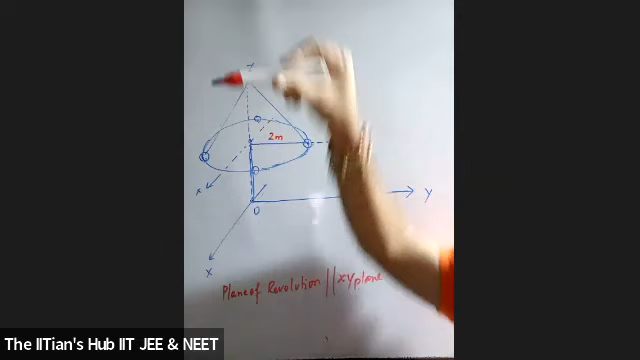 2m
x
Y
O
X
Plane of Revolution || xy plane
The IITian's Hub IIT JEE & NEET